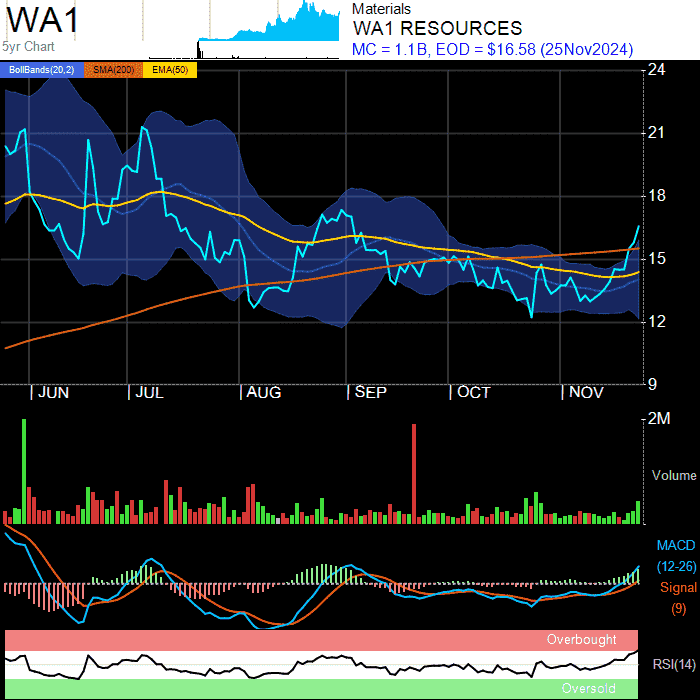 WA1
5yr Chart
Materials
WA1 RESOURCES
MC = 1.1B, EOD = $16.58 (25Nov2024)
BollBands(20,2) SMA(200) EMA(50)
24
21
18
15
12
9
JUN JUL AUG SEP OCT NOV
2M
Volume
MACD
(12-26)
Signal
(9)
Overbought
RSI(14)
Oversold